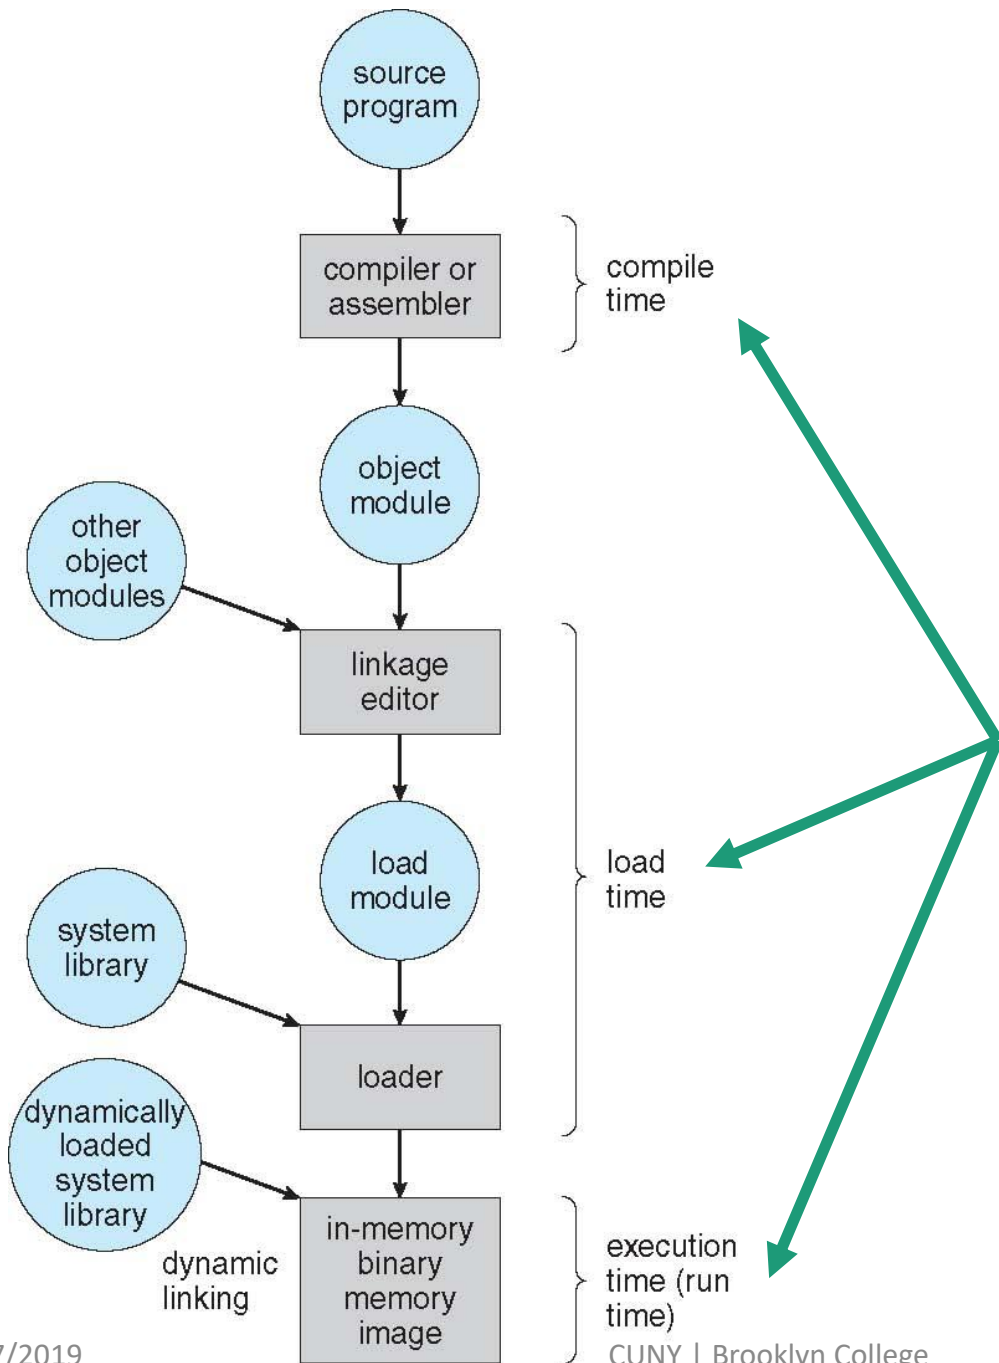 source
program
compiler or
assembler
compile
time
object
module
other
object
modules
linkage
editor
load
module
load
time
system
library
loader
dynamically
loaded
system
library
dynamic
linking
in-memory
binary
memory
image
execution
time (run
time)
7/2019
CUNY | Brooklyn College